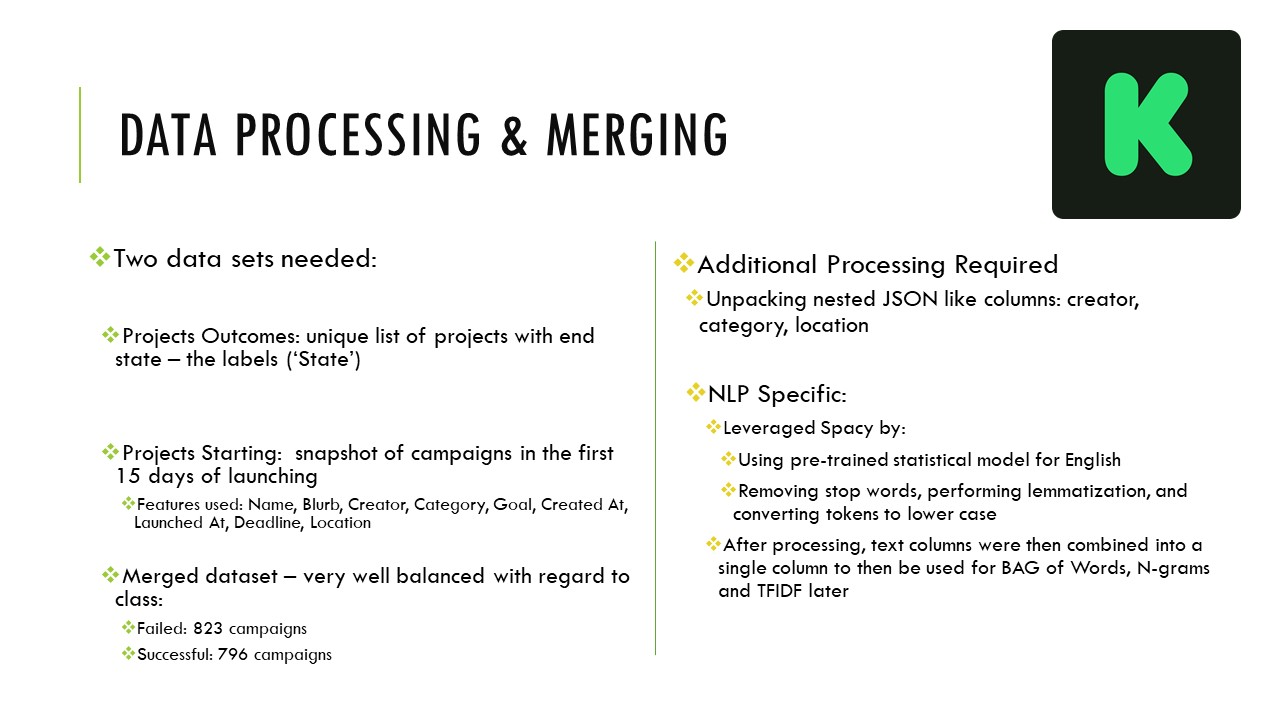 DATA PROCESSING & MERGING
K
Two data sets needed:
Projects Outcomes: unique list of projects with end
state – the labels (‘State’)
Projects Starting:  snapshot of campaigns in the first
15 days of launching
Features used: Name, Blurb, Creator, Category, Goal, Created At,
Launched At, Deadline, Location
Merged dataset – very well balanced with regard to
class:
Failed: 823 campaigns
Successful: 796 campaigns
Additional Processing Required
Unpacking nested JSON like columns: creator,
category, location
NLP Specific:
Leveraged Spacy by:
Using pre-trained statistical model for English
Removing stop words, performing lemmatization, and
converting tokens to lower case
After processing, text columns were then combined into a
single column to then be used for BAG of Words, N-grams
and TFIDF later